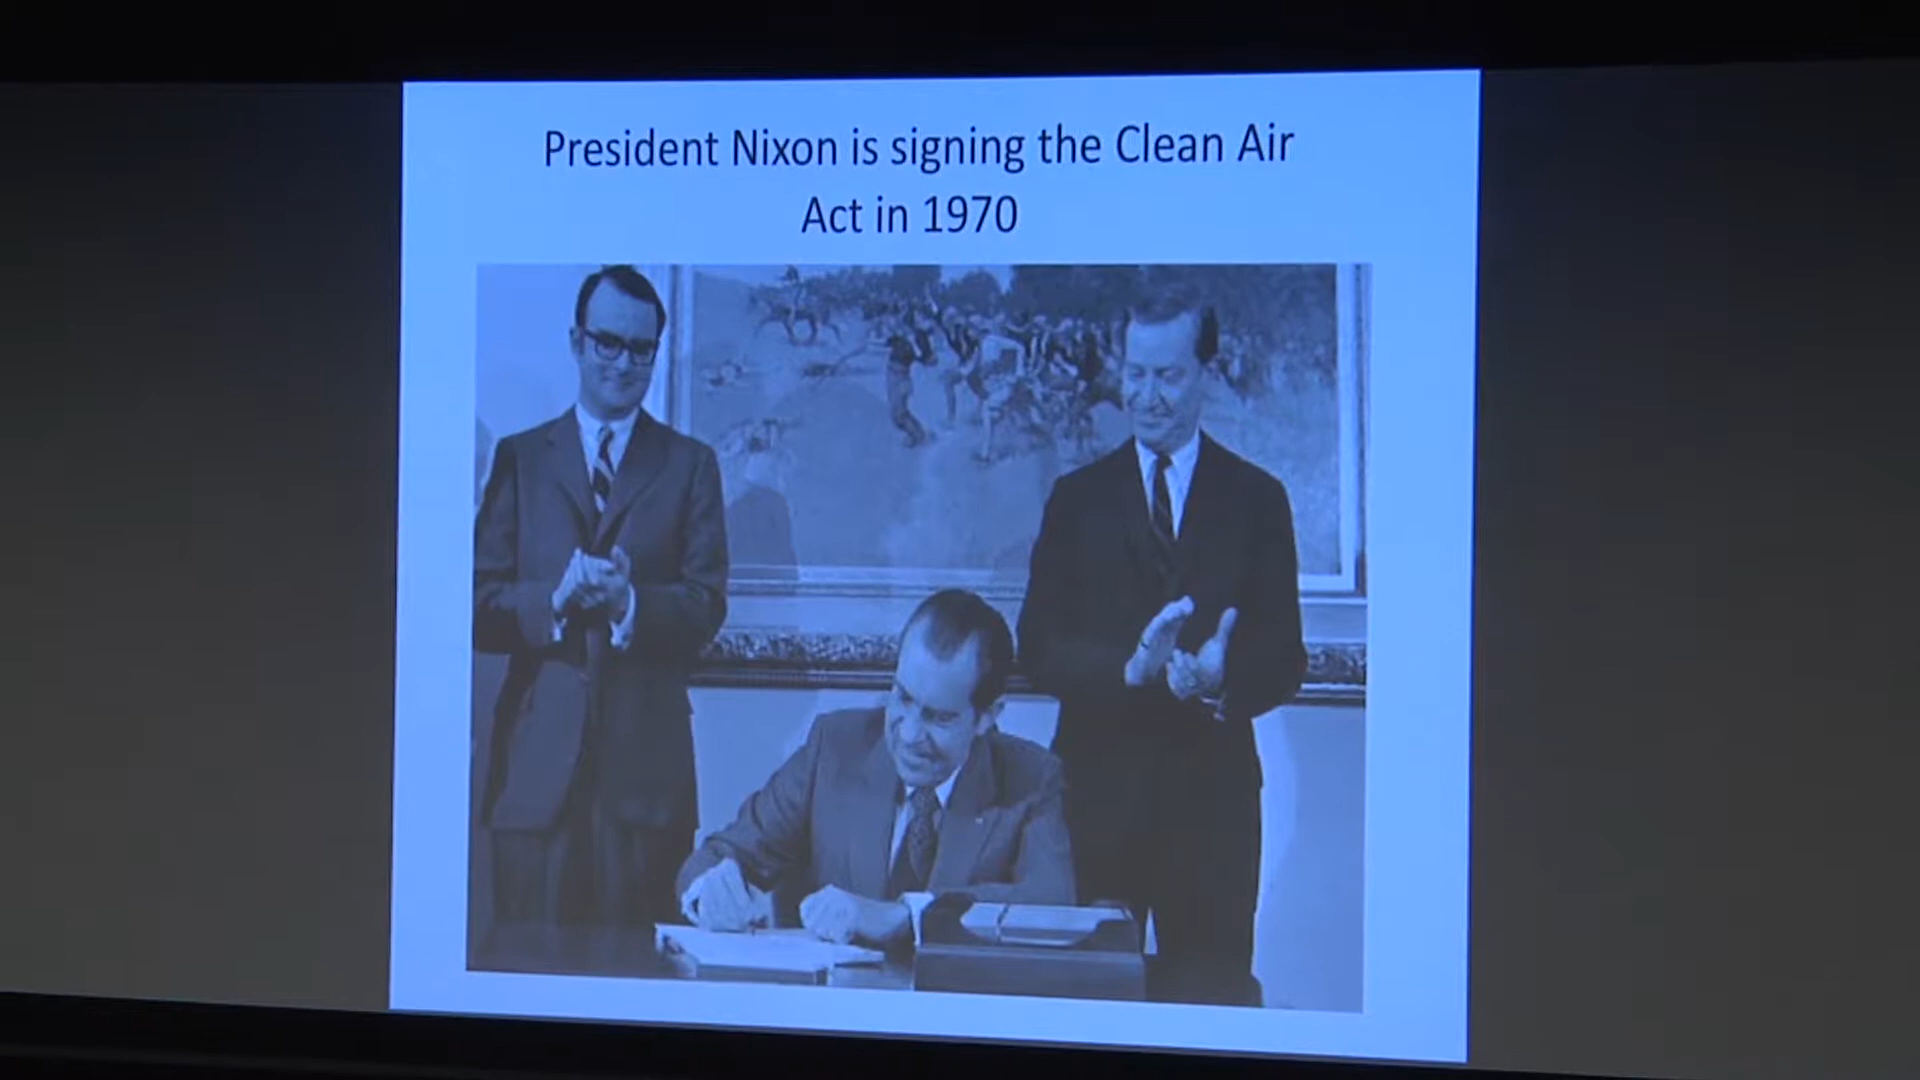 President Nixon is signing the Clean Air
Act in 1970